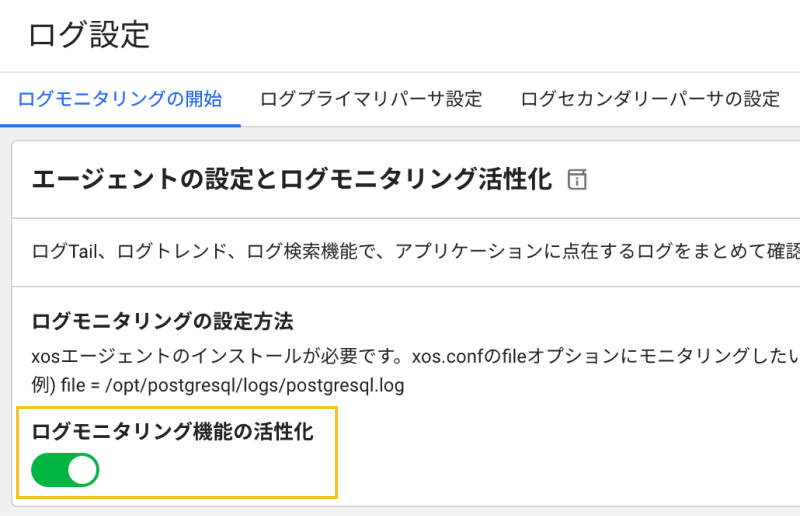 ログ設定
ログモニタリングの開始 ログプライマリパーサ設定 ログセカンダリーパーサの設定
エージェントの設定とログモニタリング活性化
ログTail、ログトレンド、ログ検索機能で、アプリケーションに点在するログをまとめて確認
ログモニタリングの設定方法
xosエージェントのインストールが必要です。xos.confのfileオプションにモニタリングしたい
例) file = /opt/postgresql/logs/postgresql.log
ログモニタリング機能の活性化